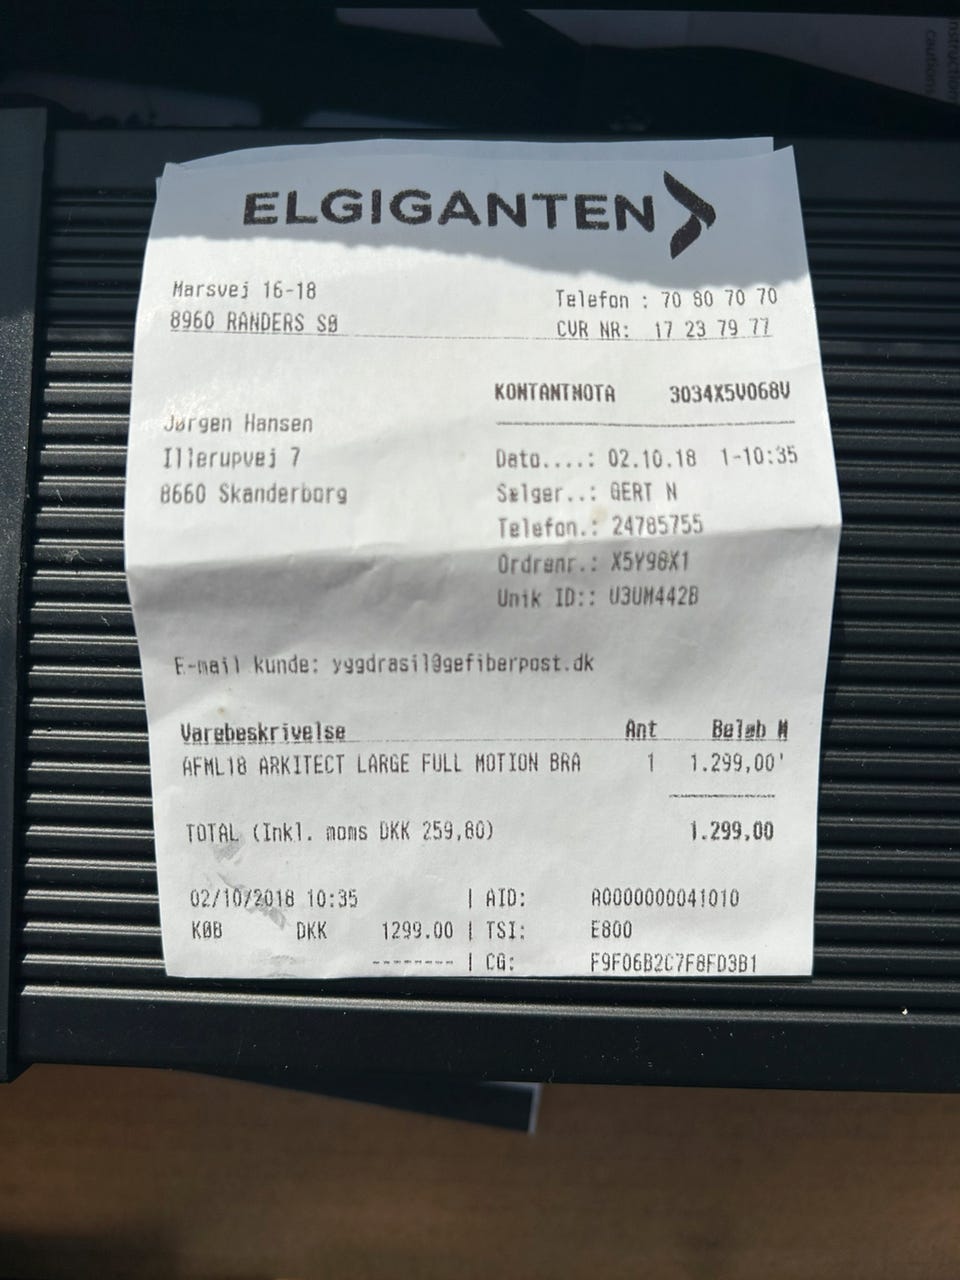 ELGIGANTEN
Marsvej 16-18
8960 RANDERS SØ
Telefon : 70 80 70 70
CVR NR: 17 23 79 77
KONTANTNOTA 3034X5V068V
Jørgen Hansen
Illerupvej 7
8660 Skanderborg
Dato....: 02.10.18 1-10:35
Sælger..: GERT N
Telefon.: 24785755
Ordrenr.: X5Y98X1
Unik ID:: U3UM442B
E-mail kunde: yggdrasil@gefiberpost.dk
Varebeskrivelse Ant Beløb M
AFML18 ARKITECT LARGE FULL MOTION BRA 1 1.299,00'
TOTAL (Inkl. moms DKK 259,80) 1.299,00
02/10/2018 10:35 | AID: A0000000041010
KØB DKK 1299.00 | TSI: E800
-------- | CG: F9F06B2C7F8FD3B1
cautions